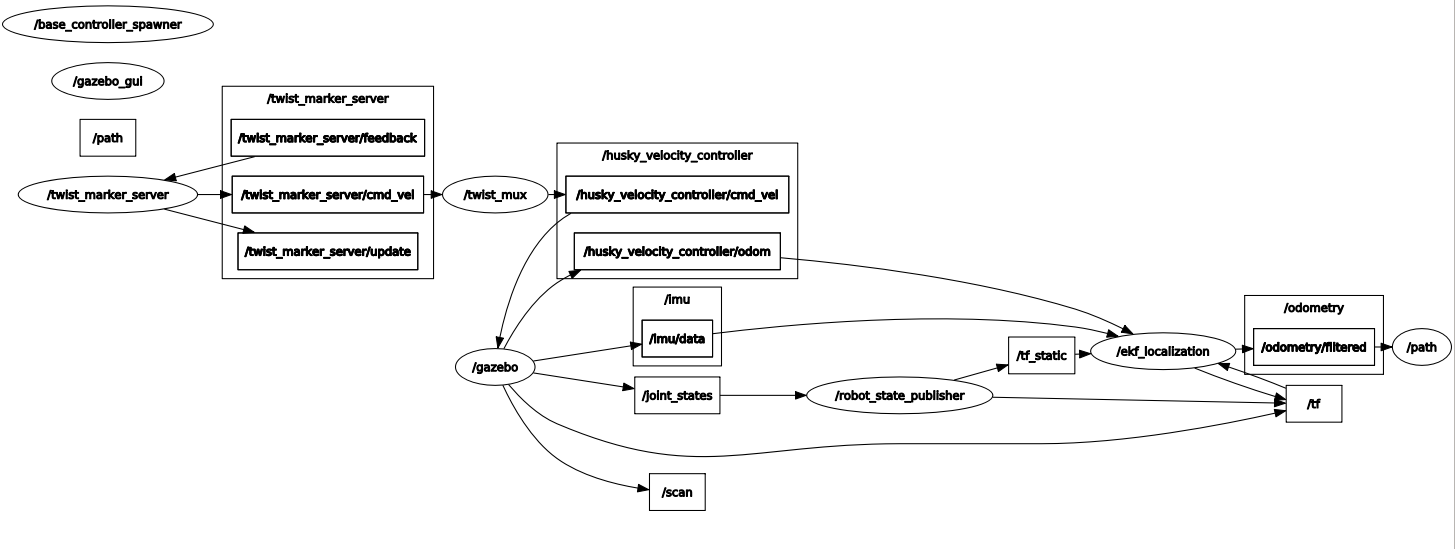 /base_controller_spawner
/gazebo_gui
/path
/twist_marker_server
/twist_marker_server
/twist_marker_server/feedback
/twist_marker_server/cmd_vel
/twist_marker_server/update
/twist_mux
/husky_velocity_controller
/husky_velocity_controller/cmd_vel
/husky_velocity_controller/odom
/imu
/imu/data
/gazebo
/joint_states
/scan
/robot_state_publisher
/tf_static
/ekf_localization
/odometry
/odometry/filtered
/tf
/path